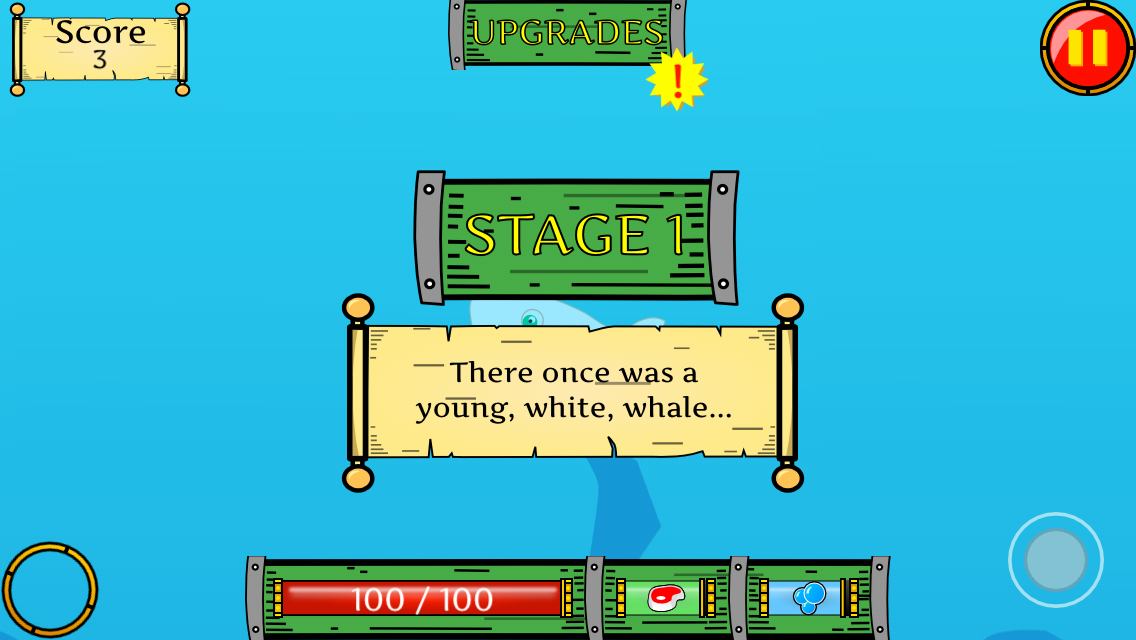 Score
3
UPGRADES
!
STAGE 1
There once was a
young, white, whale...
100 / 100